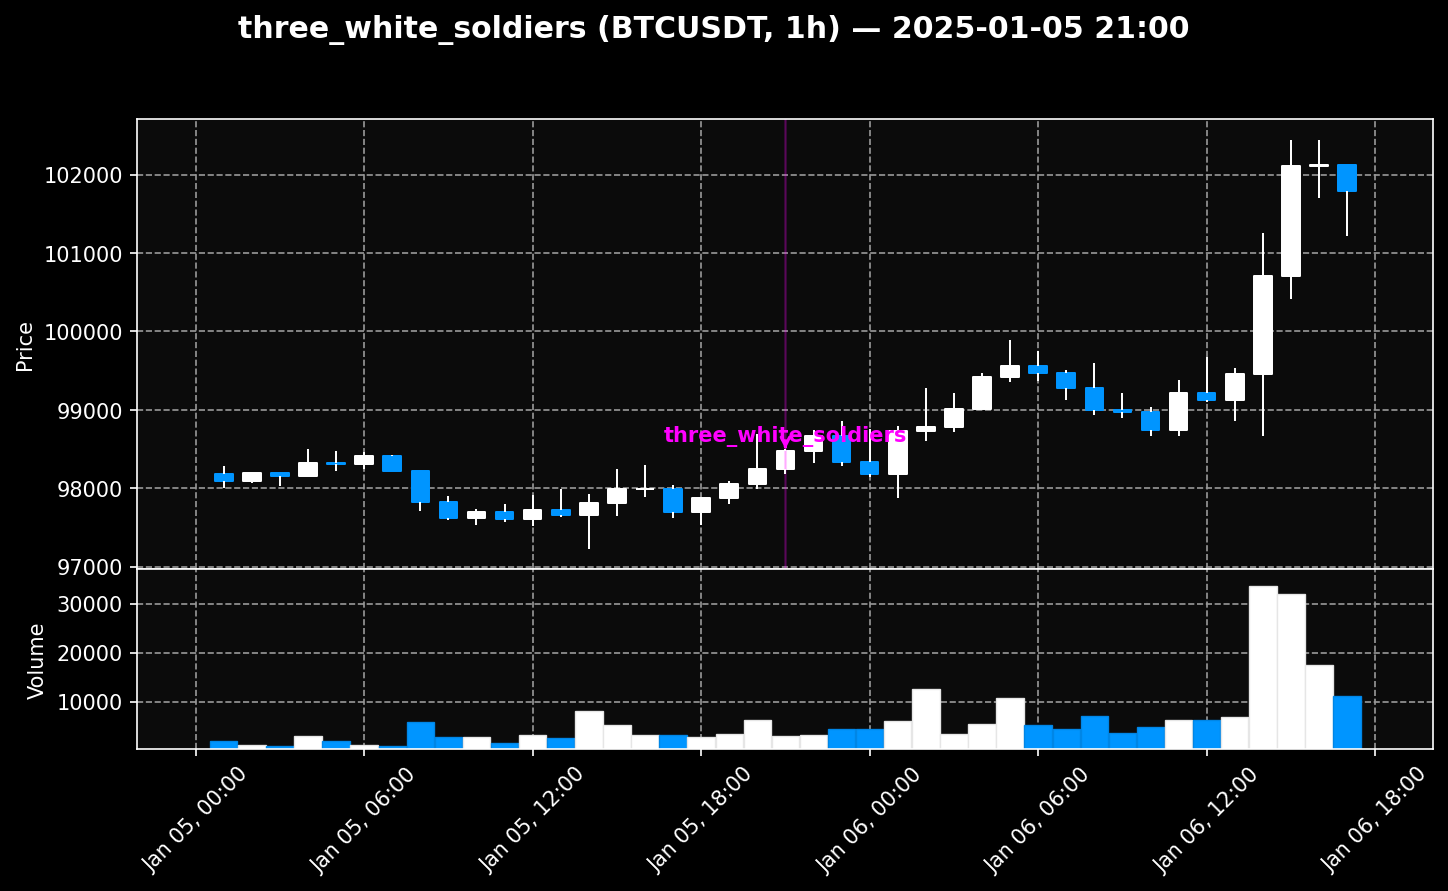 three_white_soldiers (BTCUSDT, 1h) — 2025-01-05 21:00
Price
102000
101000
100000
99000
98000
97000
three_white_soldiers
Volume
30000
20000
10000
Jan 05, 00:00
Jan 05, 06:00
Jan 05, 12:00
Jan 05, 18:00
Jan 06, 00:00
Jan 06, 06:00
Jan 06, 12:00
Jan 06, 18:00